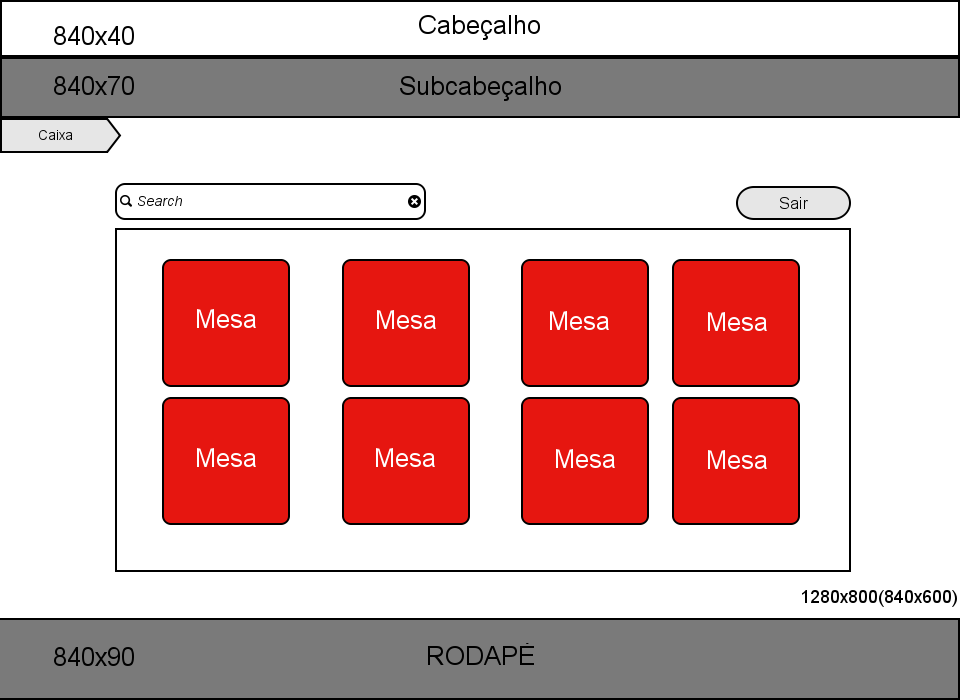 Cabeçalho
840x40
840x70
Subcabeçalho
Caixa
Search
Sair
Mesa
Mesa
Mesa
Mesa
Mesa
Mesa
Mesa
Mesa
1280x800(840x600)
840x90
RODAPÉ